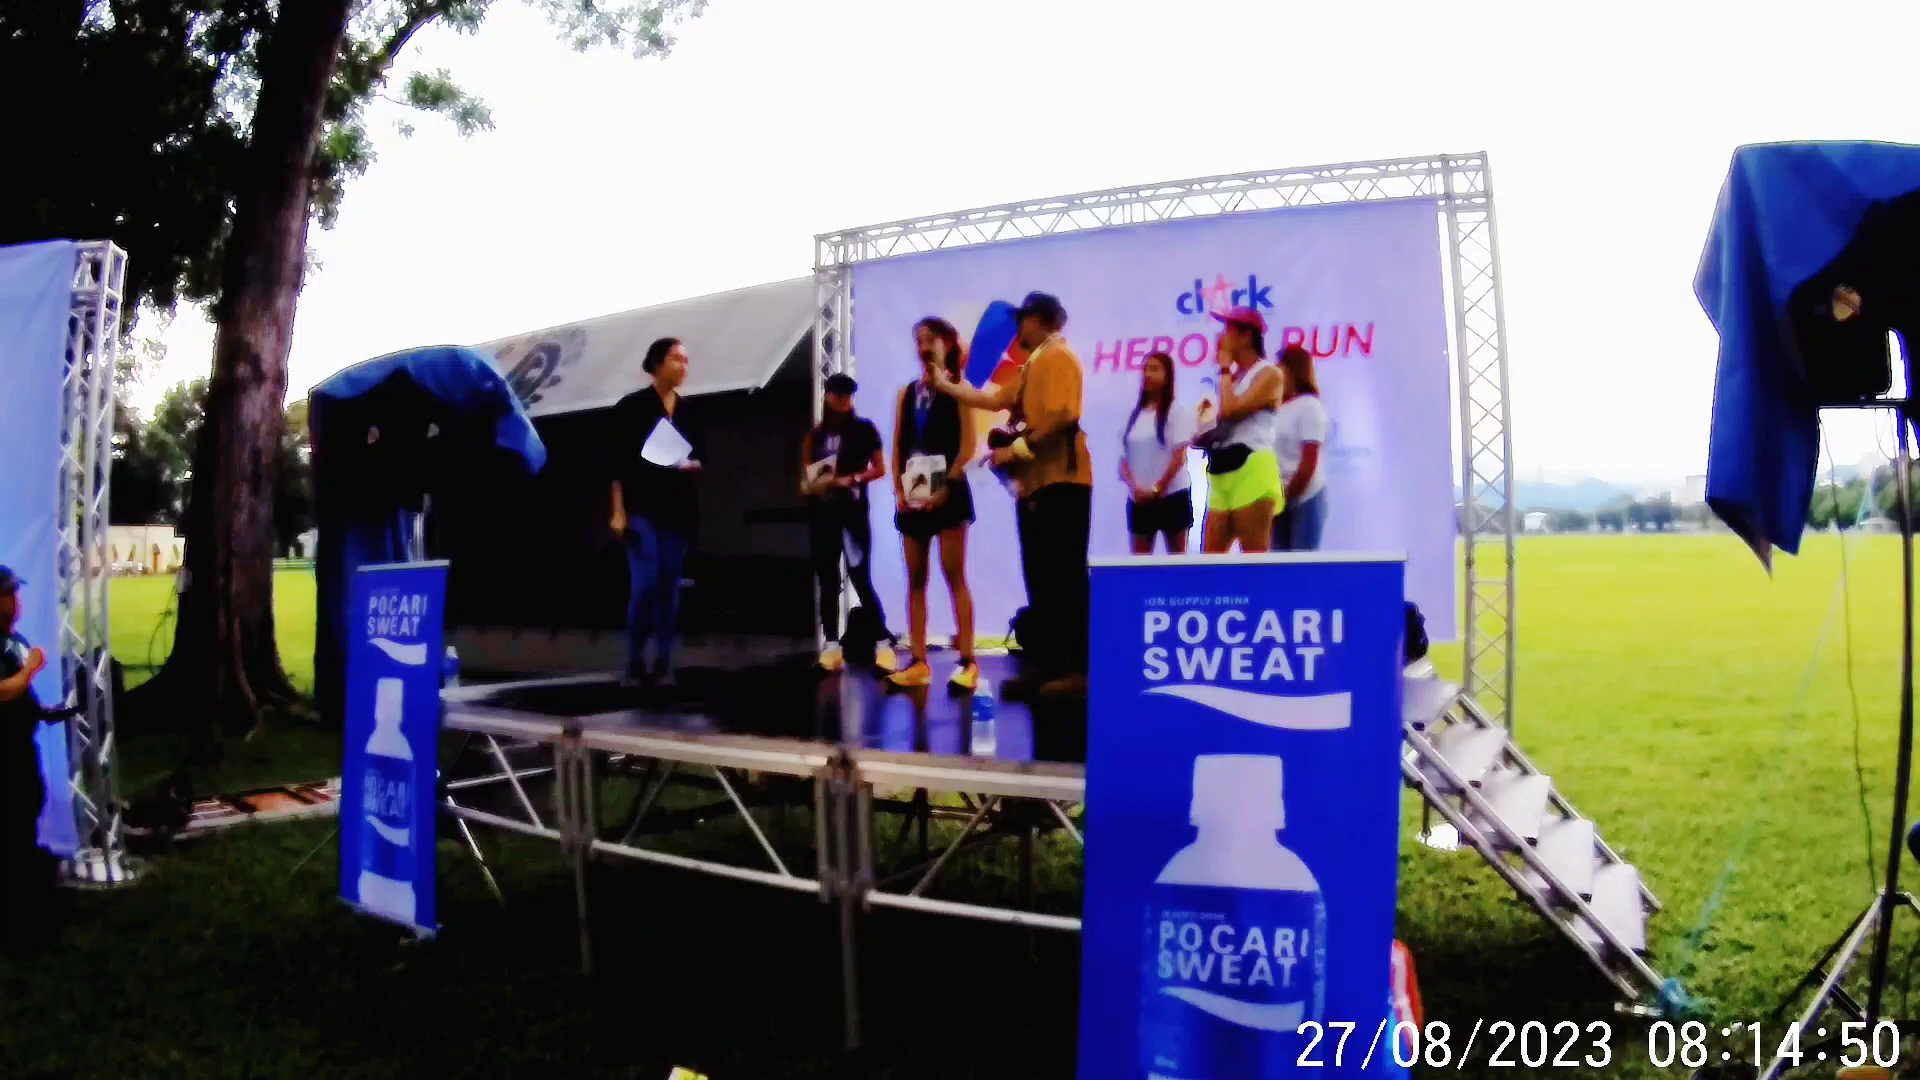 clark
HEROES RUN
POCARI
SWEAT
POCARI
SWEAT
ION SUPPLY DRINK
POCARI
SWEAT
POCARI
SWEAT
27/08/2023 08:14:50